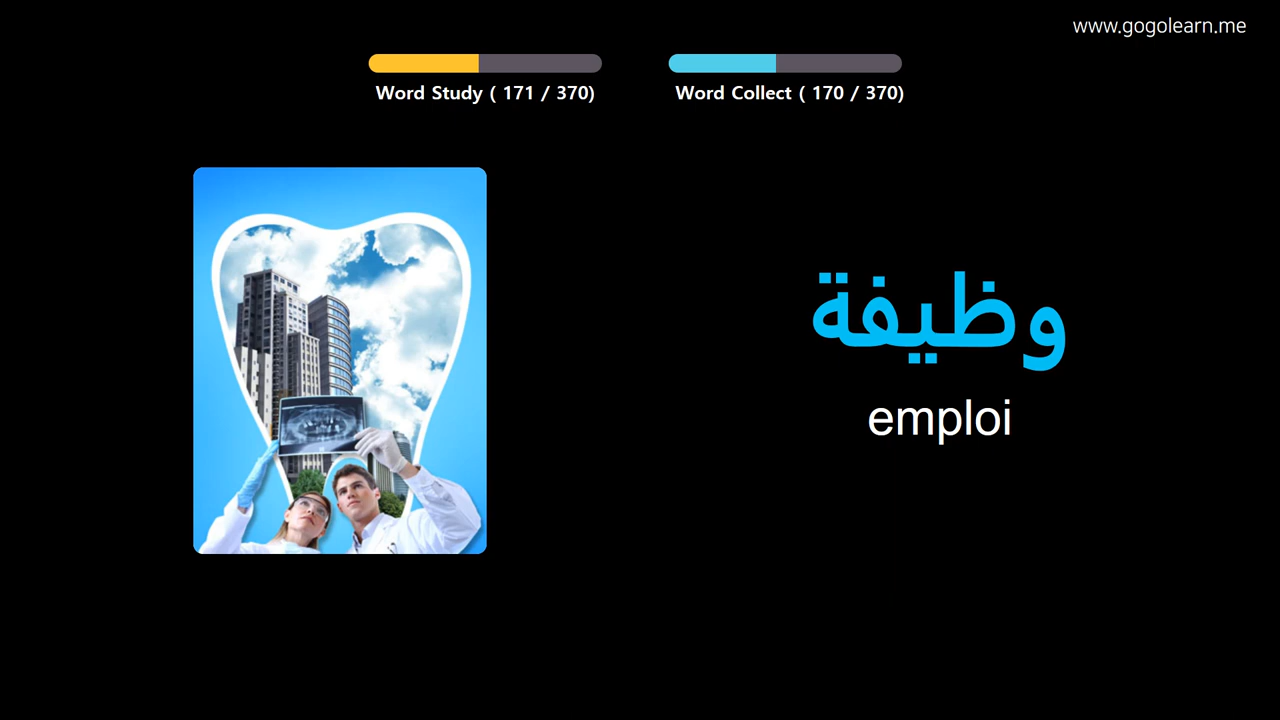 www.gogolearn.me
Word Study ( 171 / 370)
Word Collect ( 170 / 370)
وظيفة
emploi